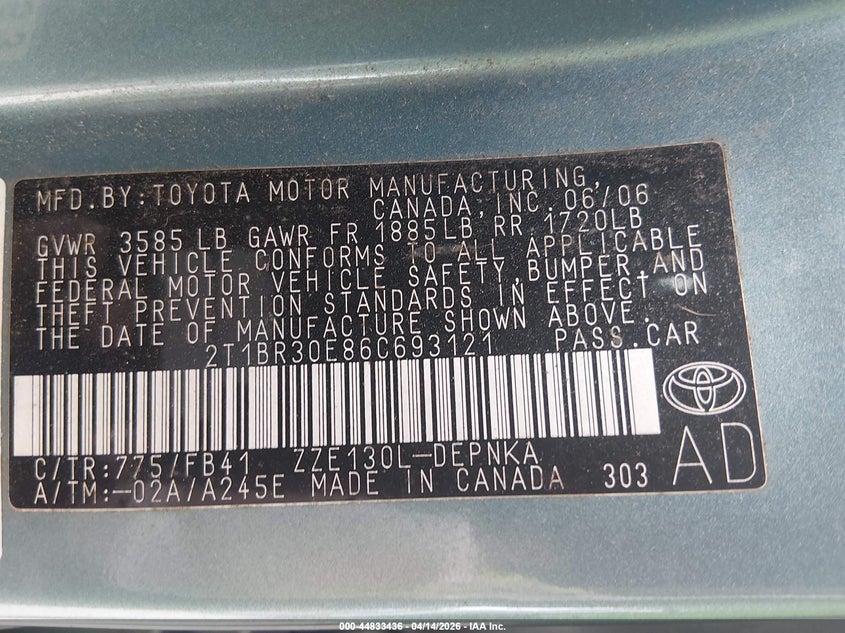 MFD.BY:TOYOTA MOTOR MANUFACTURING,
CANADA,INC. 06/06
GVWR 3585LB GAWR FR 1885LB RR 1720LB
THIS VEHICLE CONFORMS TO ALL APPLICABLE
FEDERAL MOTOR VEHICLE SAFETY,BUMPER,AND
THEFT PREVENTION STANDARDS IN EFFECT ON
THE DATE OF MANUFACTURE SHOWN ABOVE.
2T1BR30E86C693121 PASS.CAR
C/TR:775/FB41 ZZE130L-DEPNKA
A/TM:-02A/A245E MADE IN CANADA 303
AD
000-44833436 - 04/14/2026 - IAA Inc.